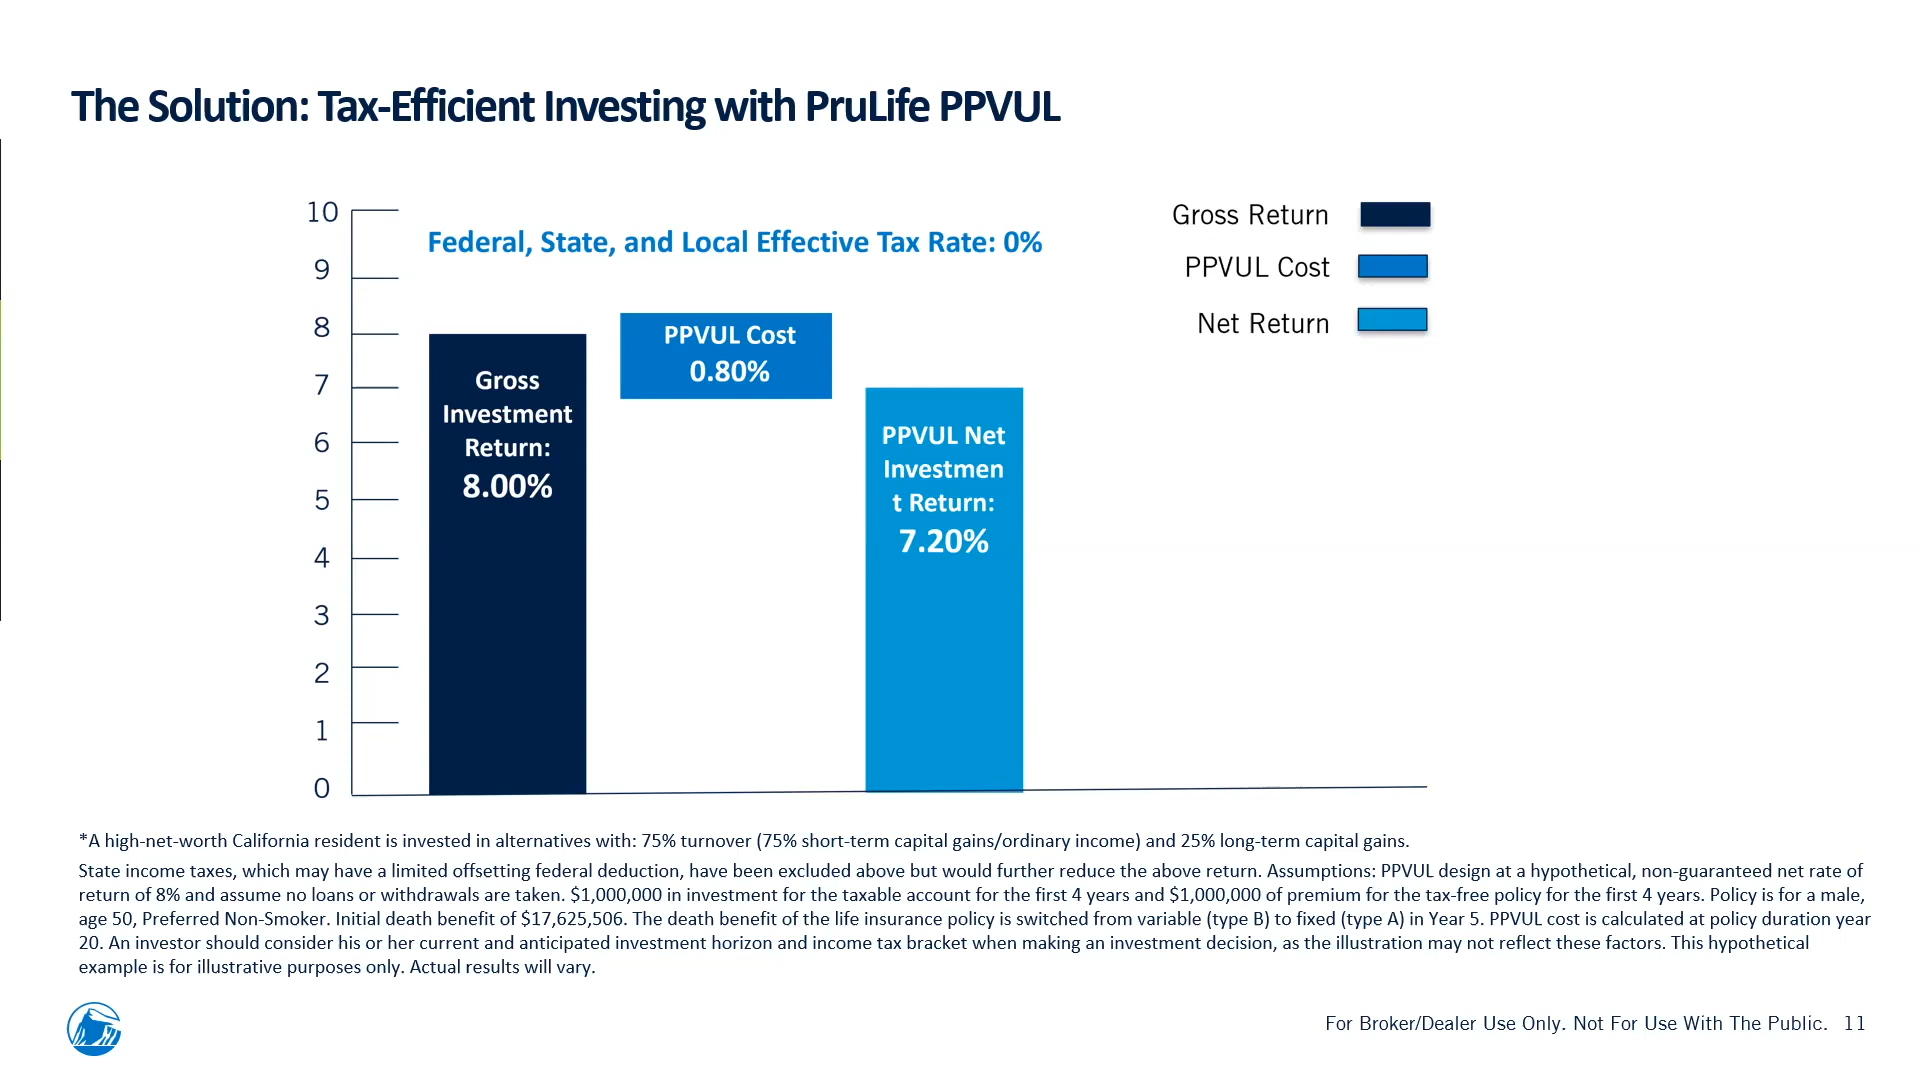 The Solution: Tax-Efficient Investing with PruLife PPVUL
10
9
8
7
6
5
4
3
2
1
0
Federal, State, and Local Effective Tax Rate: 0%
Gross
Investment
Return:
8.00%
PPVUL Cost
0.80%
PPVUL Net
Investmen
t Return:
7.20%
Gross Return
PPVUL Cost
Net Return
*A high-net-worth California resident is invested in alternatives with: 75% turnover (75% short-term capital gains/ordinary income) and 25% long-term capital gains.
State income taxes, which may have a limited offsetting federal deduction, have been excluded above but would further reduce the above return. Assumptions: PPVUL design at a hypothetical, non-guaranteed net rate of
return of 8% and assume no loans or withdrawals are taken. $1,000,000 in investment for the taxable account for the first 4 years and $1,000,000 of premium for the tax-free policy for the first 4 years. Policy is for a male,
age 50, Preferred Non-Smoker. Initial death benefit of $17,625,506. The death benefit of the life insurance policy is switched from variable (type B) to fixed (type A) in Year 5. PPVUL cost is calculated at policy duration year
20. An investor should consider his or her current and anticipated investment horizon and income tax bracket when making an investment decision, as the illustration may not reflect these factors. This hypothetical
example is for illustrative purposes only. Actual results will vary.
For Broker/Dealer Use Only. Not For Use With The Public. 11